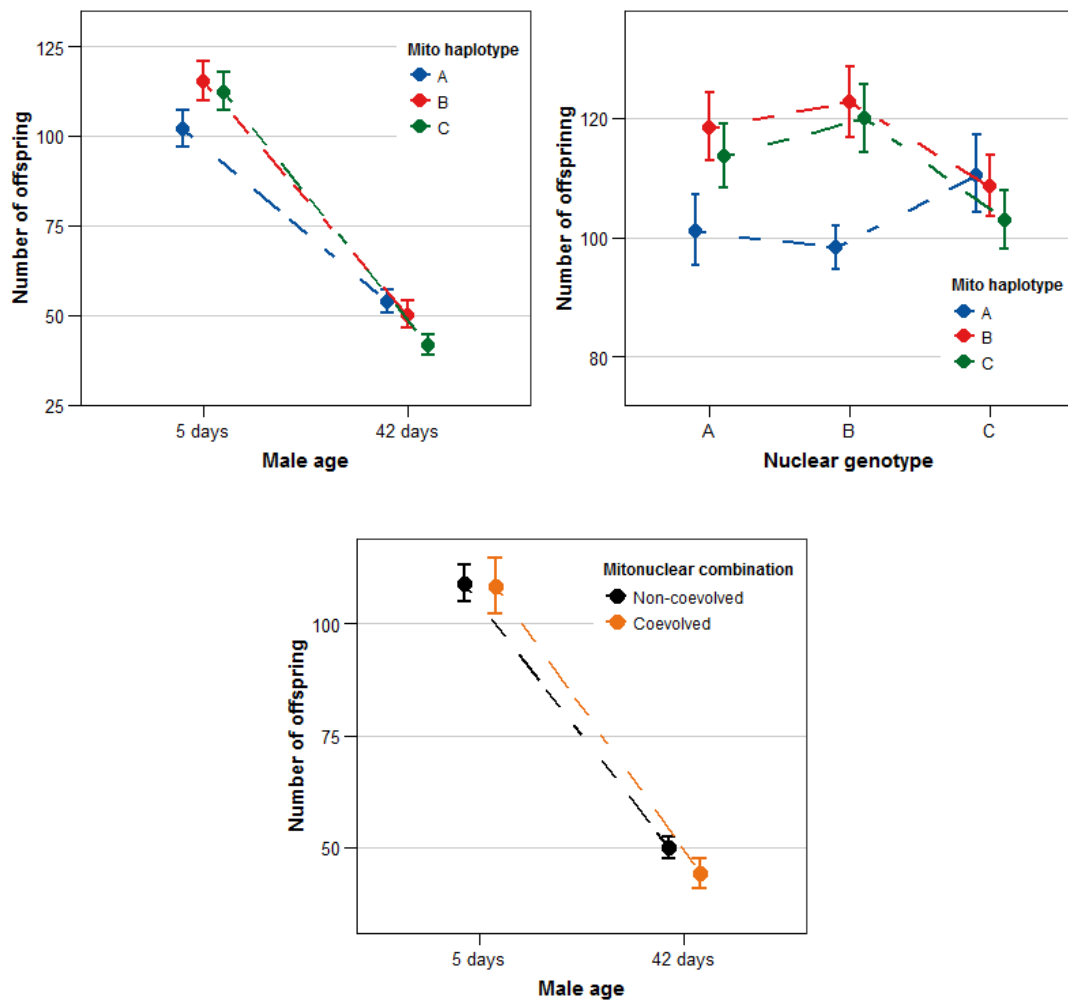 Number of offspring
125
100
75
50
25
Mito haplotype
A
B
C
5 days
42 days
Male age
Number of offsprinng
120
100
80
Mito haplotype
A
B
C
A
B
C
Nuclear genotype
Number of offspring
100
75
50
Mitonuclear combination
Non-coevolved
Coevolved
5 days
42 days
Male age